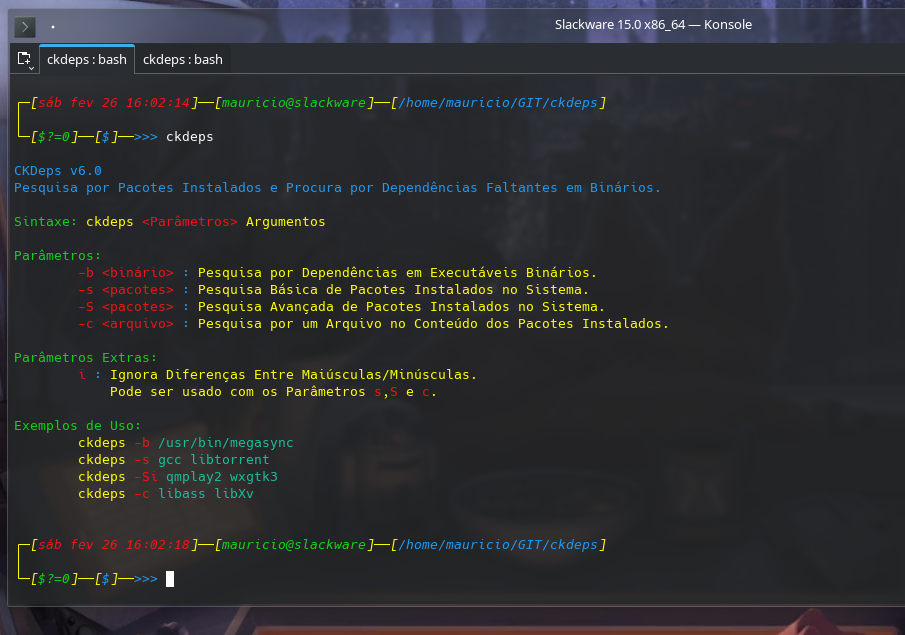 Slackware 15.0 x86_64 — Konsole
ckdeps : bash ckdeps : bash
┌─[sáb fev 26 16:02:14]──[mauricio@slackware]──[/home/mauricio/GIT/ckdeps]
└─[$?=0]──[$]──>>> ckdeps
CKDeps v6.0
Pesquisa por Pacotes Instalados e Procura por Dependências Faltantes em Binários.
Sintaxe: ckdeps <Parâmetros> Argumentos
Parâmetros:
-b <binário> : Pesquisa por Dependências em Executáveis Binários.
-s <pacotes> : Pesquisa Básica de Pacotes Instalados no Sistema.
-S <pacotes> : Pesquisa Avançada de Pacotes Instalados no Sistema.
-c <arquivo> : Pesquisa por um Arquivo no Conteúdo dos Pacotes Instalados.
Parâmetros Extras:
i : Ignora Diferenças Entre Maiúsculas/Minúsculas.
Pode ser usado com os Parâmetros s,S e c.
Exemplos de Uso:
ckdeps -b /usr/bin/megasync
ckdeps -s gcc libtorrent
ckdeps -Si qmplay2 wxgtk3
ckdeps -c libass libXv
┌─[sáb fev 26 16:02:18]──[mauricio@slackware]──[/home/mauricio/GIT/ckdeps]
└─[$?=0]──[$]──>>>